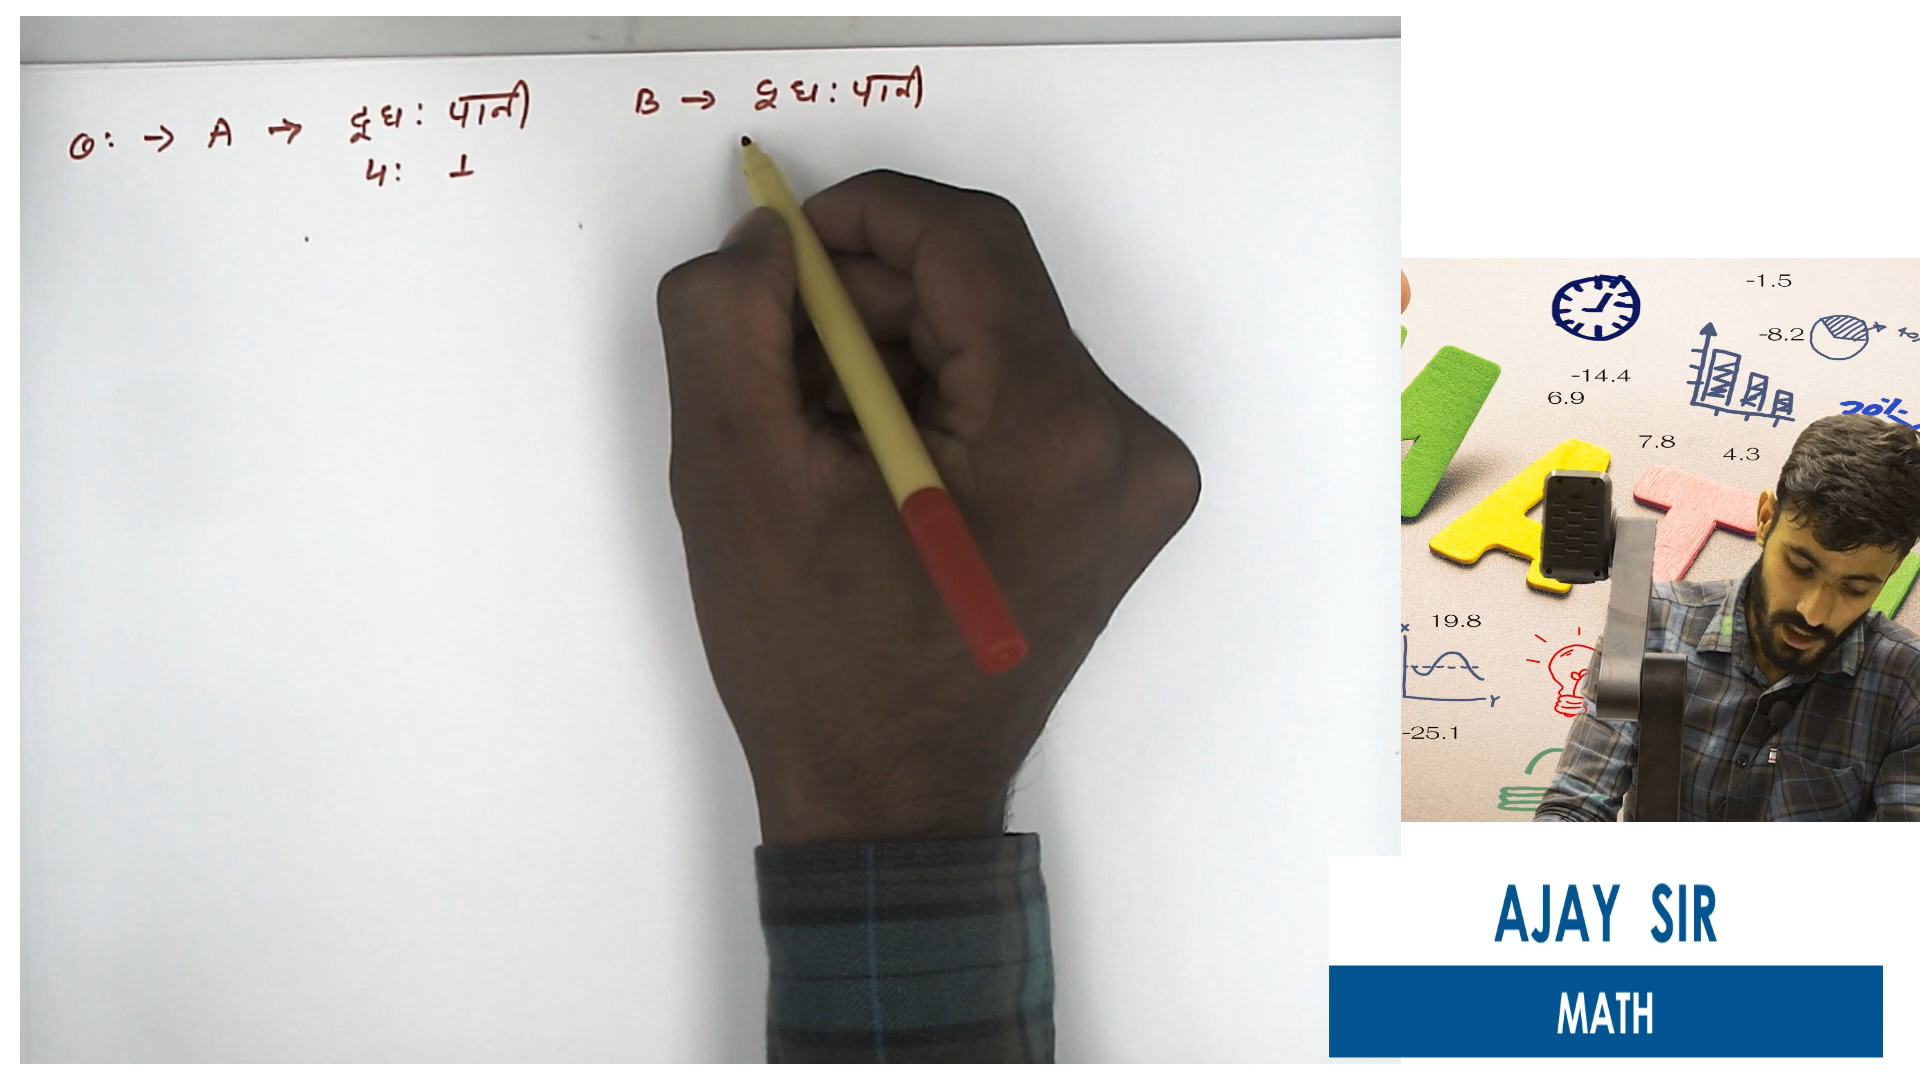 Q: → A → दूध : पानी B → दूध : पानी
4 : 1
-1.5
-8.2
-14.4
6.9
20%
7.8
4.3
19.8
x
Y
-25.1
AJAY SIR
MATH